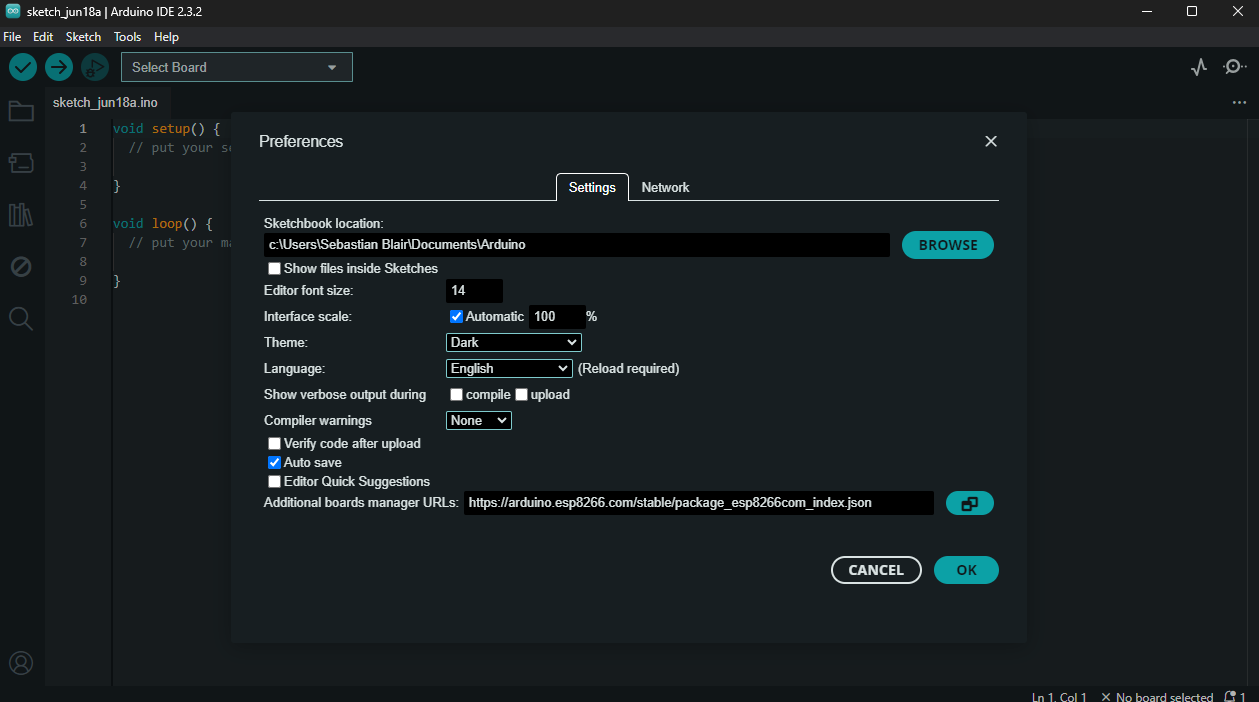 sketch_jun18a | Arduino IDE 2.3.2
File Edit Sketch Tools Help
Select Board
sketch_jun18a.ino
...
1 void setup() {
2 // put your
3
4 }
5
6 void loop() {
7 // put your
8
9 }
10
Preferences
Settings Network
Sketchbook location:
c:\Users\Sebastian Blair\Documents\Arduino BROWSE
Show files inside Sketches
Editor font size: 14
Interface scale: Automatic 100 %
Theme: Dark
Language: English (Reload required)
Show verbose output during compile upload
Compiler warnings None
Verify code after upload
Auto save
Editor Quick Suggestions
Additional boards manager URLs: https://arduino.esp8266.com/stable/package_esp8266com_index.json
CANCEL OK
Ln 1, Col 1 No board selected 1